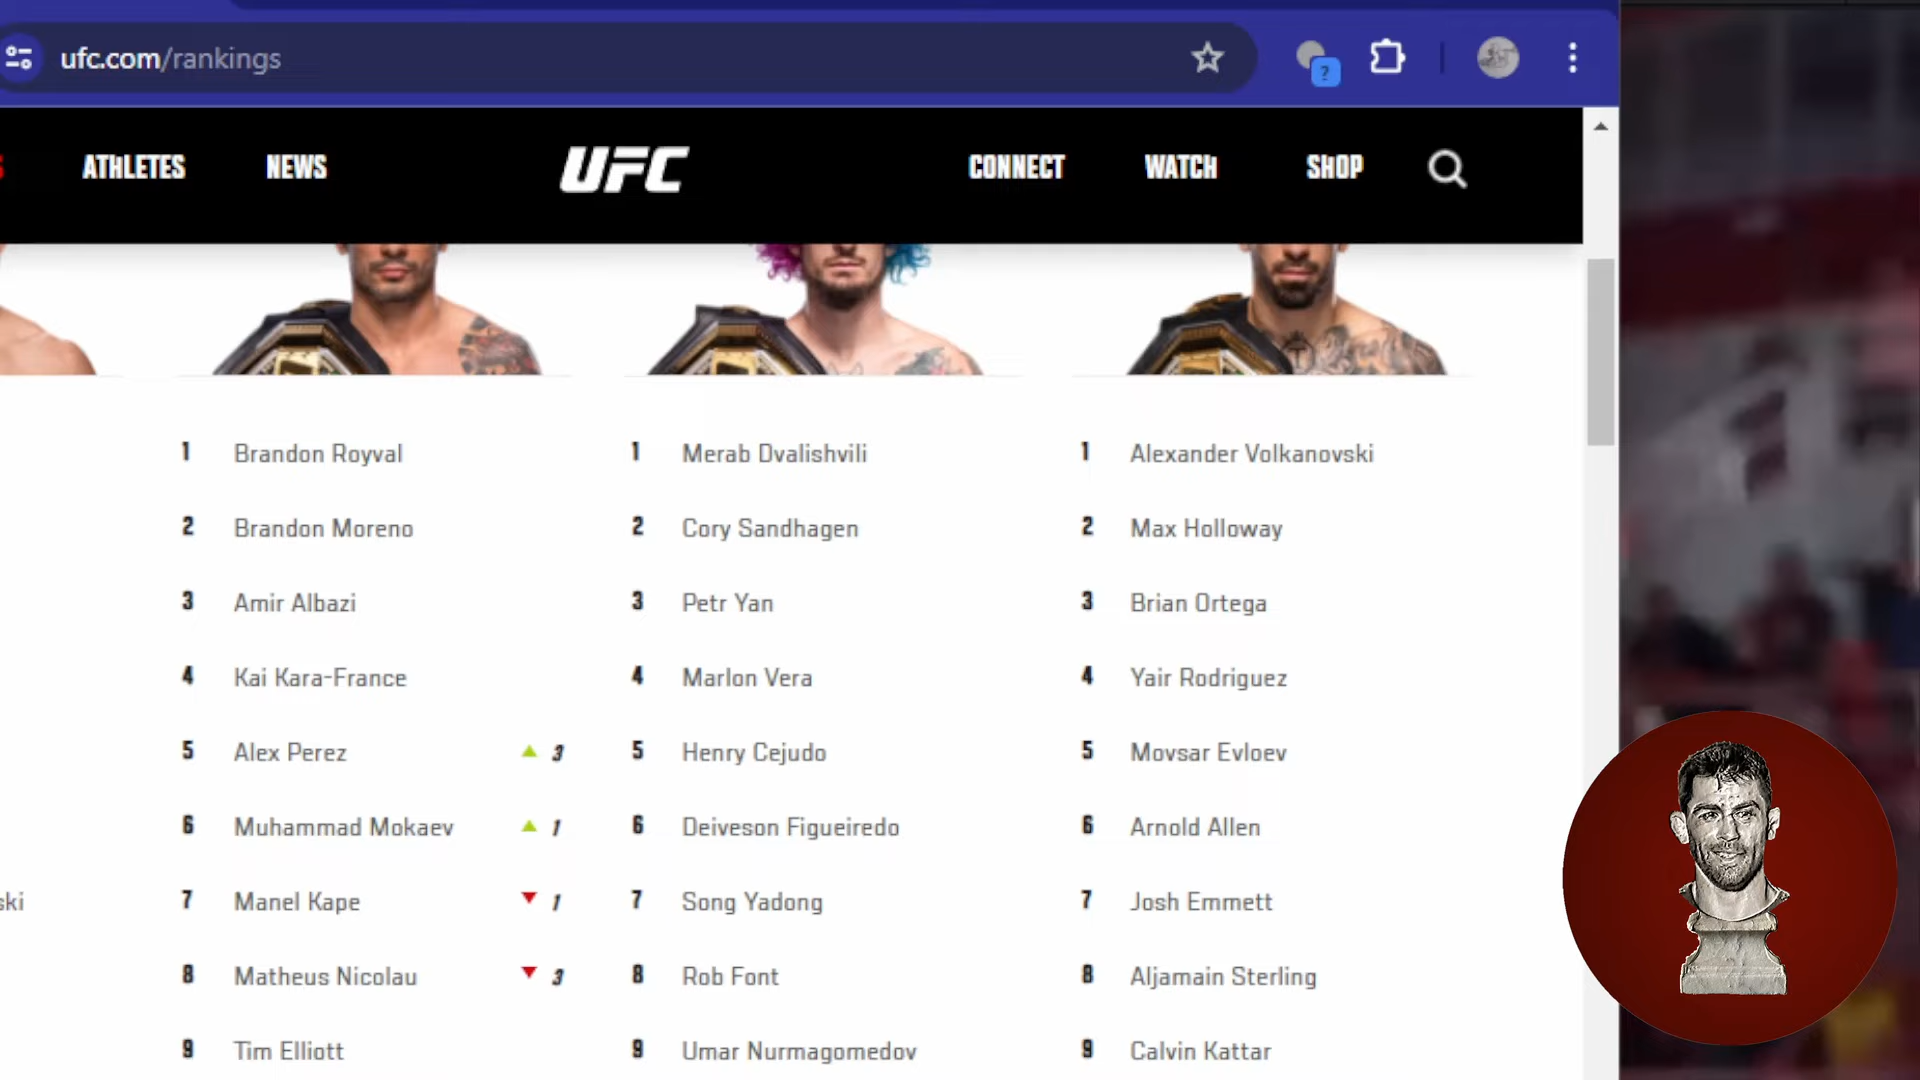 ufc.com/rankings
?
ATHLETES NEWS UFC CONNECT WATCH SHOP
1 Brandon Royval
2 Brandon Moreno
3 Amir Albazi
4 Kai Kara-France
5 Alex Perez 3
6 Muhammad Mokaev 1
7 Manel Kape 1
8 Matheus Nicolau 3
9 Tim Elliott
1 Merab Dvalishvili
2 Cory Sandhagen
3 Petr Yan
4 Marlon Vera
5 Henry Cejudo
6 Deiveson Figueiredo
7 Song Yadong
8 Rob Font
9 Umar Nurmagomedov
1 Alexander Volkanovski
2 Max Holloway
3 Brian Ortega
4 Yair Rodriguez
5 Movsar Evloev
6 Arnold Allen
7 Josh Emmett
8 Aljamain Sterling
9 Calvin Kattar